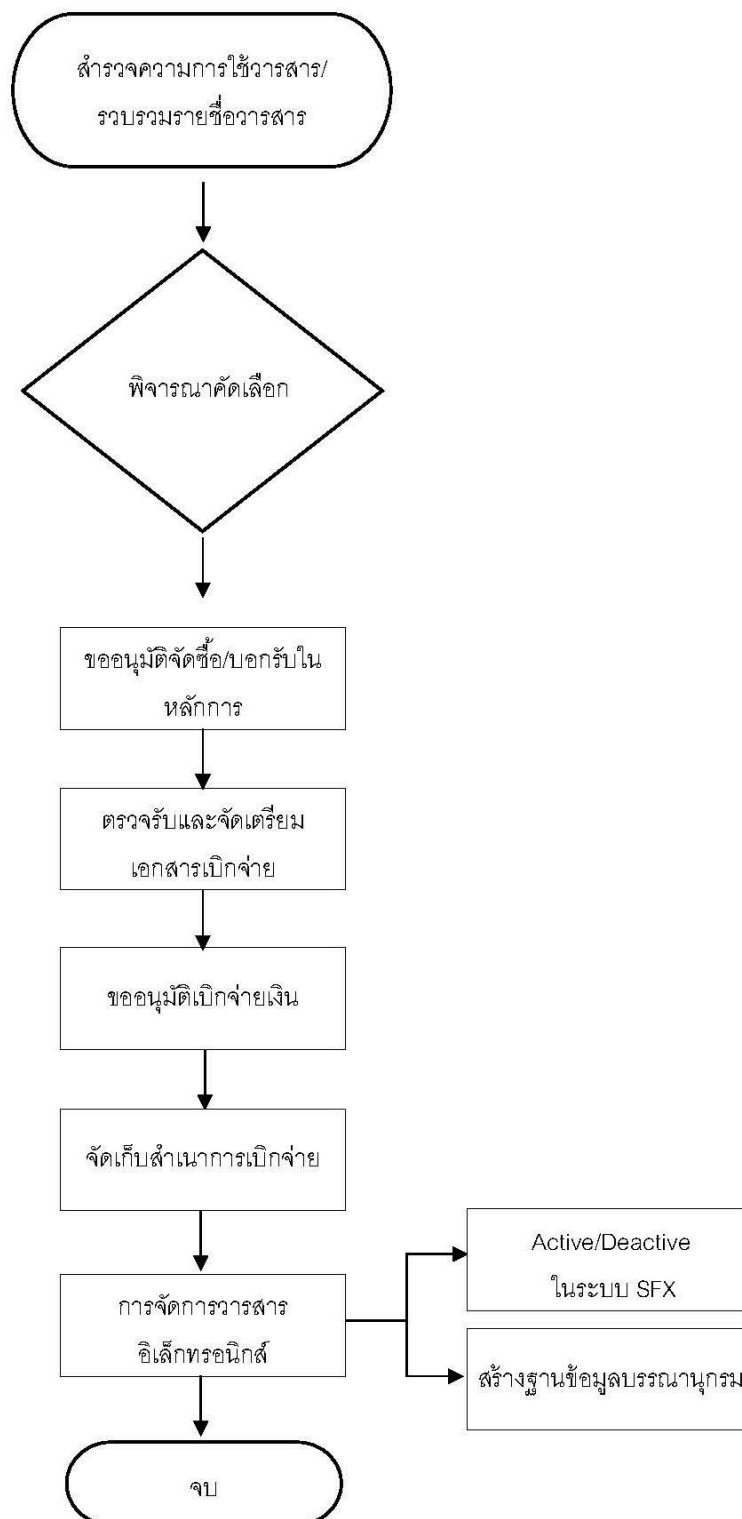 สำรวจความการใช้วารสาร/
รวบรวมรายชื่อวารสาร
พิจารณาคัดเลือก
ขออนุมัติจัดซื้อ/บอกรับใน
หลักการ
ตรวจรับและจัดเตรียม
เอกสารเบิกจ่าย
ขออนุมัติเบิกจ่ายเงิน
จัดเก็บสำเนาการเบิกจ่าย
Active/Deactive
ในระบบ SFX
การจัดการวารสาร
อิเล็กทรอนิกส์
สร้างฐานข้อมูลบรรณานุกรม
จบ